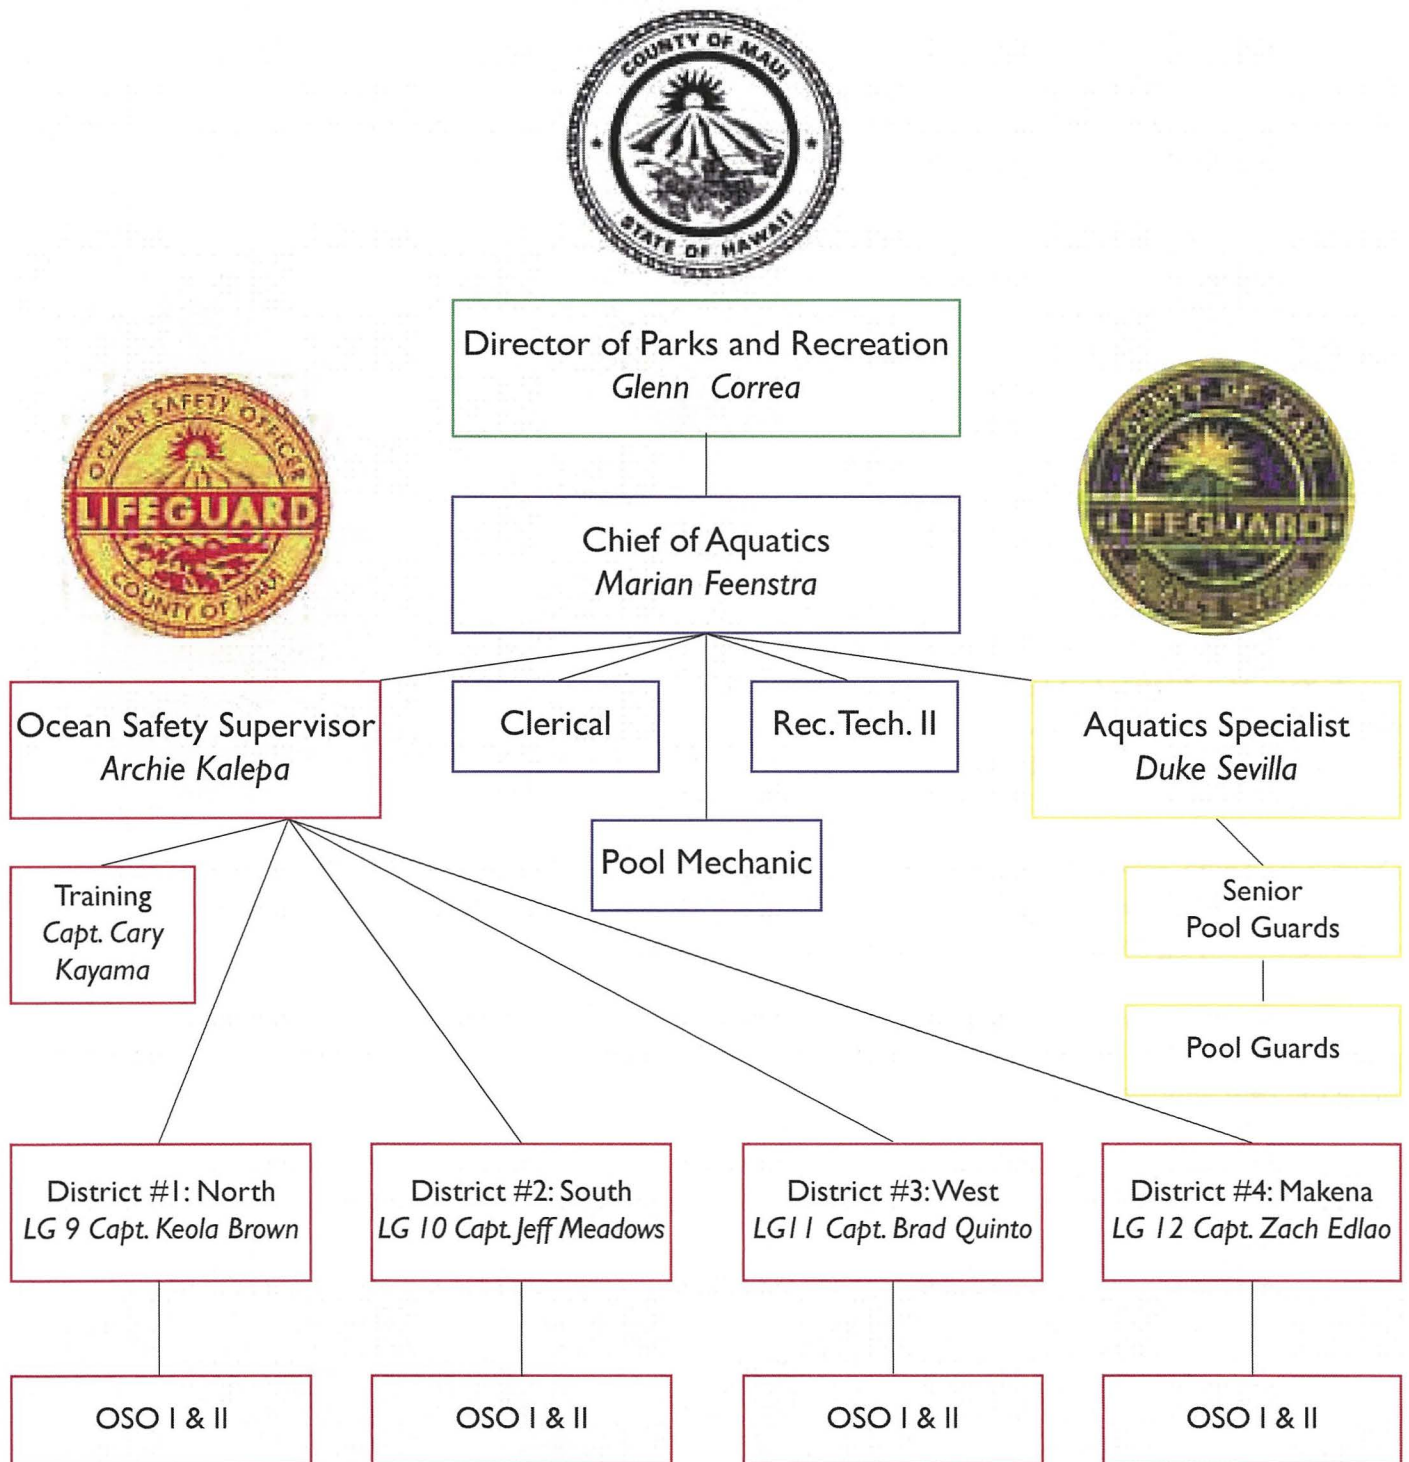 COUNTY OF MAUI
STATE OF HAWAII
Director of Parks and Recreation
Glenn Correa
OCEAN SAFETY OFFICER
LIFEGUARD
COUNTY OF MAUI
COUNTY OF MAUI
LIFEGUARD
Chief of Aquatics
Marian Feenstra
Ocean Safety Supervisor
Archie Kalepa
Clerical
Rec. Tech. II
Aquatics Specialist
Duke Sevilla
Pool Mechanic
Training
Capt. Cary
Kayama
Senior
Pool Guards
Pool Guards
District #1: North
LG 9 Capt. Keola Brown
District #2: South
LG 10 Capt. Jeff Meadows
District #3: West
LG11 Capt. Brad Quinto
District #4: Makena
LG 12 Capt. Zach Edlao
OSO I & II
OSO I & II
OSO I & II
OSO I & II